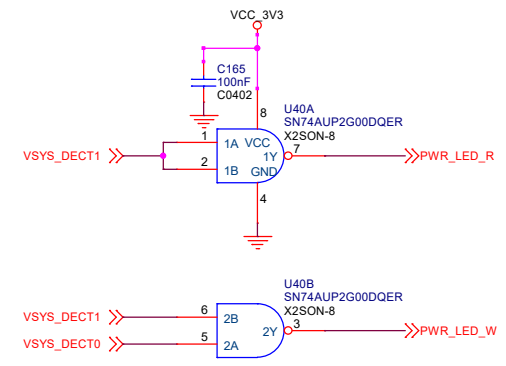 VCC_3V3
C165
100nF
C0402
U40A
SN74AUP2G00DQER
X2SON-8
8
1
1A
VCC
VSYS_DECT1
1Y
7
PWR_LED_R
2
1B
GND
4
U40B
SN74AUP2G00DQER
X2SON-8
VSYS_DECT1
6
2B
2Y
3
PWR_LED_W
VSYS_DECT0
5
2A